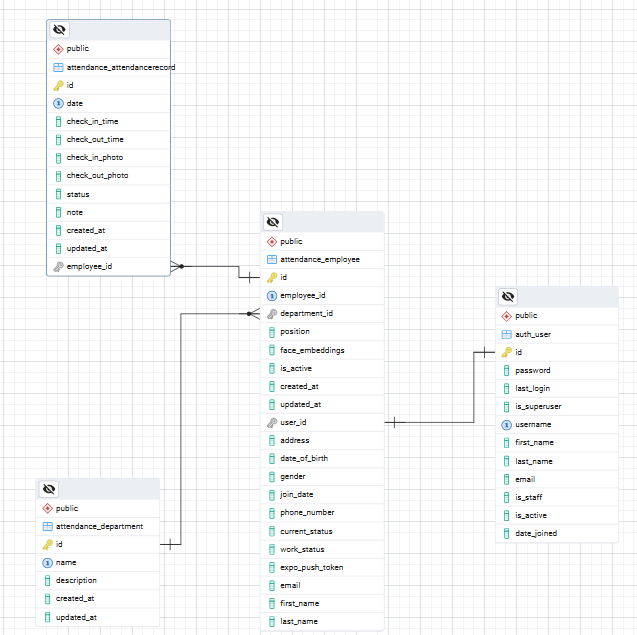 public
attendance_attendancerecord
id
date
check_in_time
check_out_time
check_in_photo
check_out_photo
status
note
created_at
updated_at
employee_id
public
attendance_employee
id
employee_id
department_id
position
face_embeddings
is_active
created_at
updated_at
user_id
address
date_of_birth
gender
join_date
phone_number
current_status
work_status
expo_push_token
email
first_name
last_name
public
auth_user
id
password
last_login
is_superuser
username
first_name
last_name
email
is_staff
is_active
date_joined
public
attendance_department
id
name
description
created_at
updated_at